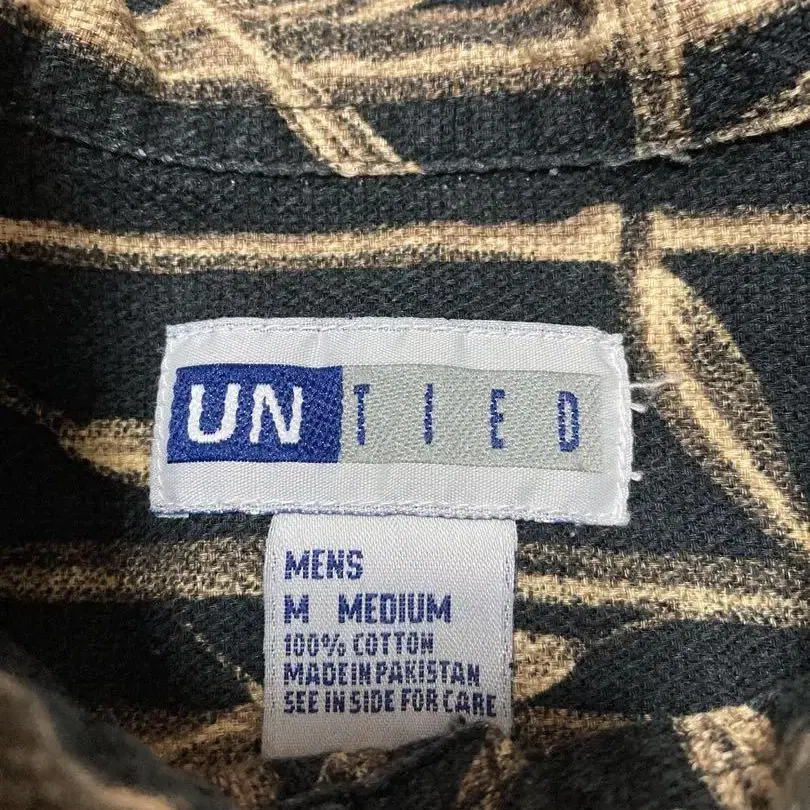 UNTIED
MENS
M MEDIUM
100% COTTON
MADE IN PAKISTAN
SEE IN SIDE FOR CARE